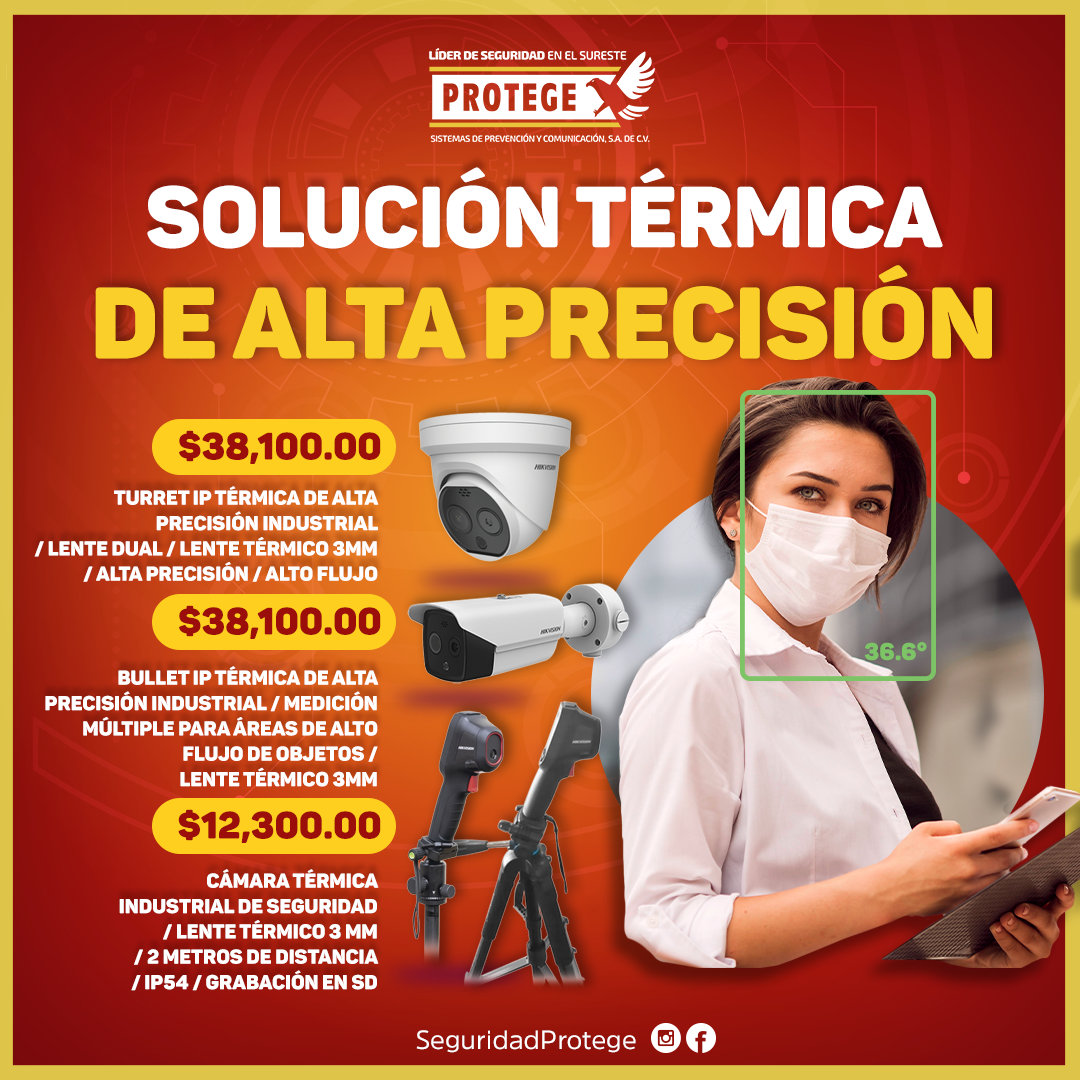 LÍDER DE SEGURIDAD EN EL SURESTE
PROTEGE
SISTEMAS DE PREVENCIÓN Y COMUNICACIÓN, S.A. DE C.V.
SOLUCIÓN TÉRMICA
DE ALTA PRECISIÓN
$38,100.00
TURRET IP TÉRMICA DE ALTA
PRECISIÓN INDUSTRIAL
/ LENTE DUAL / LENTE TÉRMICO 3MM
/ ALTA PRECISIÓN / ALTO FLUJO
HIKVISION
$38,100.00
BULLET IP TÉRMICA DE ALTA
PRECISIÓN INDUSTRIAL / MEDICIÓN
MÚLTIPLE PARA ÁREAS DE ALTO
FLUJO DE OBJETOS /
LENTE TÉRMICO 3MM
HIKVISION
$12,300.00
CÁMARA TÉRMICA
INDUSTRIAL DE SEGURIDAD
/ LENTE TÉRMICO 3 MM
/ 2 METROS DE DISTANCIA
/ IP54 / GRABACIÓN EN SD
HIKVISION
36.6°
SeguridadProtege